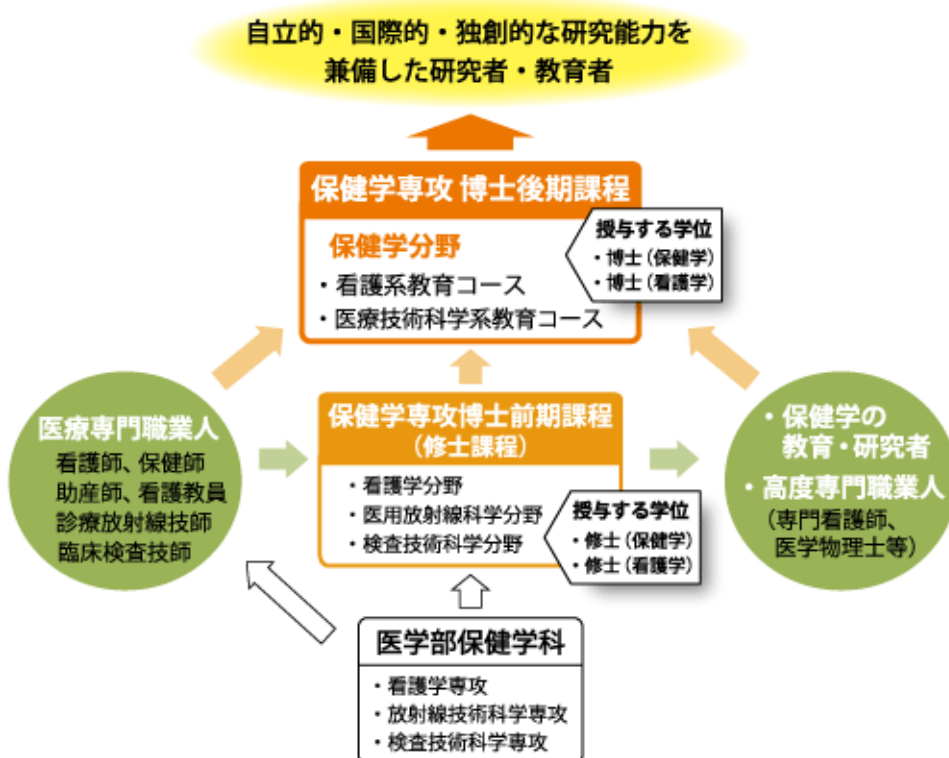 自立的・国際的・独創的な研究能力を
兼備した研究者・教育者
保健学専攻 博士後期課程
保健学分野
・看護系教育コース
・医療技術科学系教育コース
授与する学位
・博士（保健学）
・博士（看護学）
医療専門職業人
看護師、保健師
助産師、看護教員
診療放射線技師
臨床検査技師
保健学専攻博士前期課程
（修士課程）
・看護学分野
・医用放射線科学分野
・検査技術科学分野
授与する学位
・修士（保健学）
・修士（看護学）
・保健学の
教育・研究者
・高度専門職業人
（専門看護師、
医学物理士等）
医学部保健学科
・看護学専攻
・放射線技術科学専攻
・検査技術科学専攻